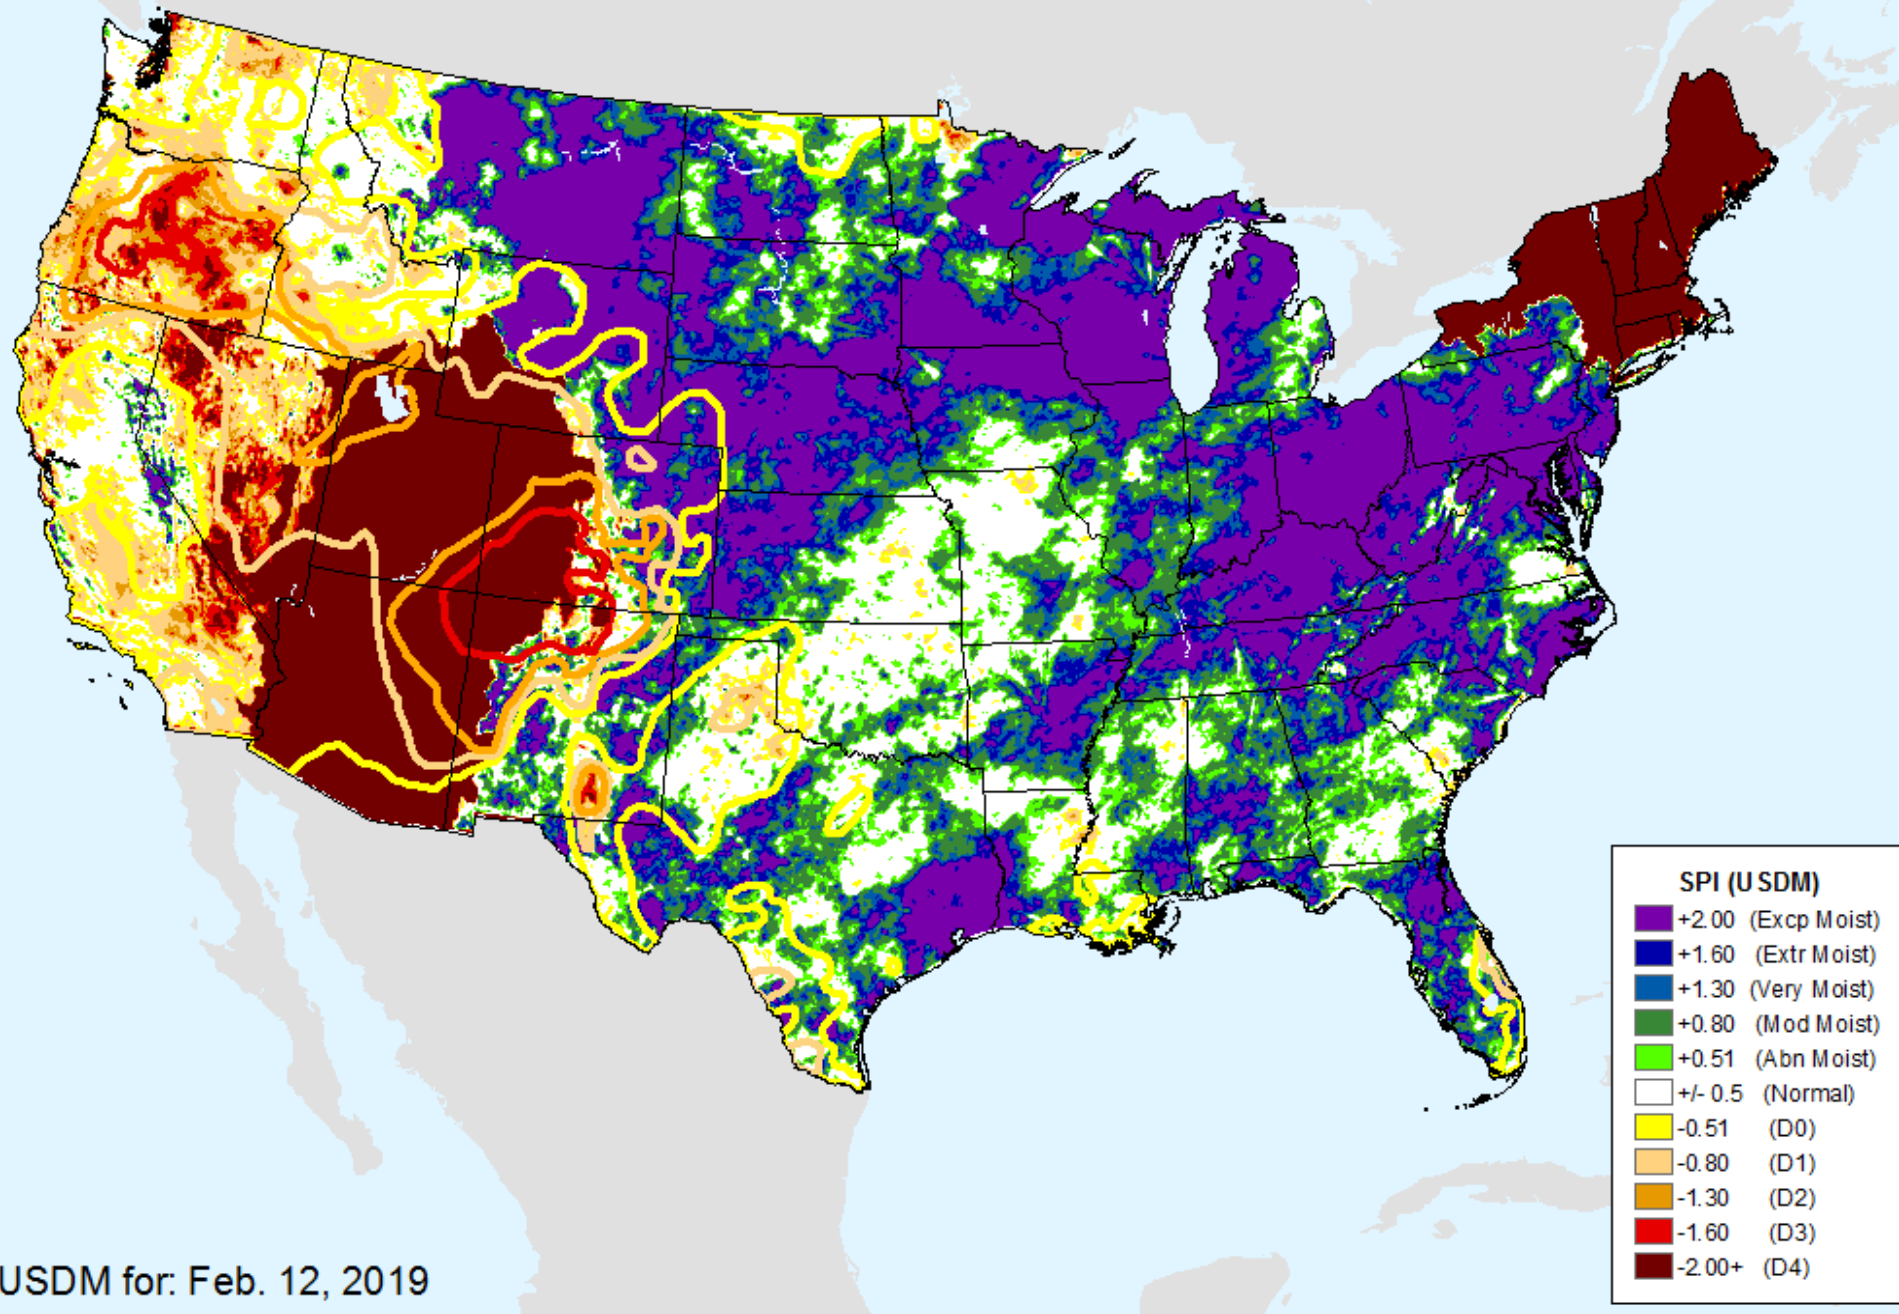 SPI (USDM)
+2.00 (Excp Moist)
+1.60 (Extr Moist)
+1.30 (Very Moist)
+0.80 (Mod Moist)
+0.51 (Abn Moist)
+/- 0.5 (Normal)
-0.51 (D0)
-0.80 (D1)
-1.30 (D2)
-1.60 (D3)
-2.00+ (D4)
USDM for: Feb. 12, 2019